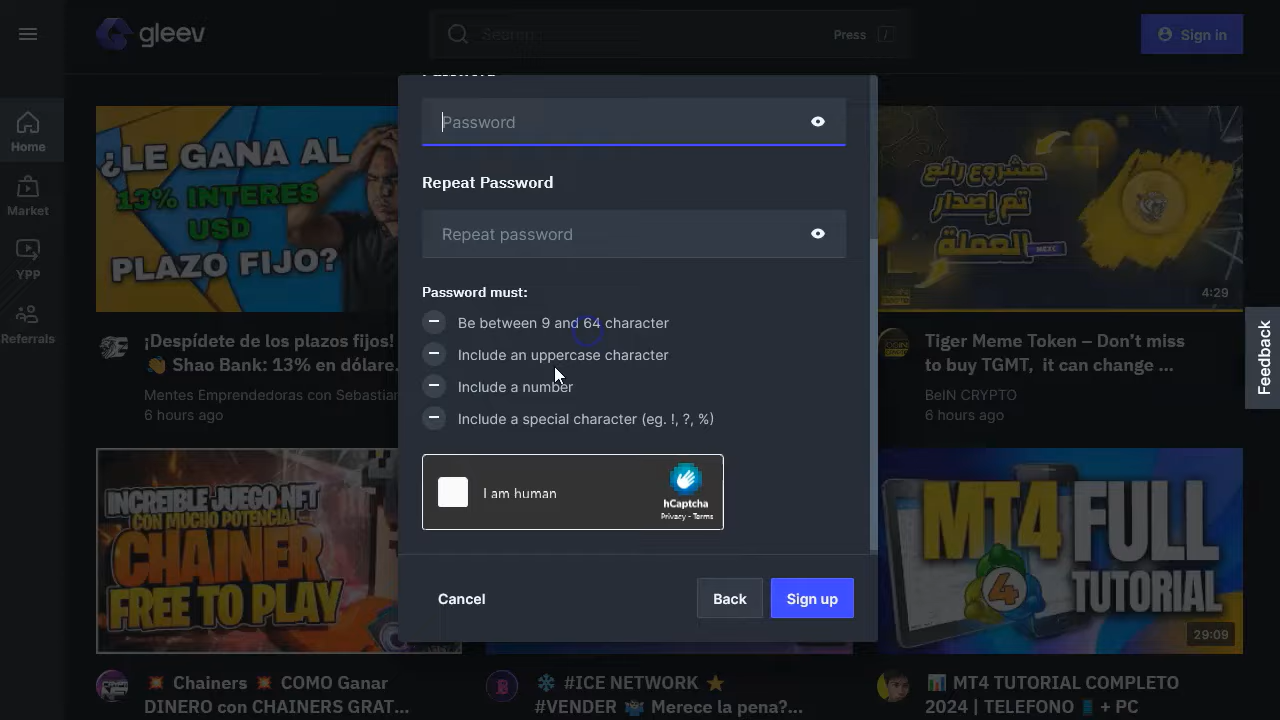 gleev
Search
Press /
Sign in
Home
Market
YPP
Referrals
Password
Repeat Password
Repeat password
Password must:
Be between 9 and 64 character
Include an uppercase character
Include a number
Include a special character (eg. !, ?, %)
I am human
hCaptcha
Privacy - Terms
Cancel
Back
Sign up
Feedback
¿LE GANA AL
13% INTERES
USD
PLAZO FIJO?
¡Despídete de los plazos fijos!
👏 Shao Bank: 13% en dólare...
Mentes Emprendedoras con Sebastian
6 hours ago
مشروع رائع
تم إصدار
العملة
4:29
Tiger Meme Token – Don’t miss
to buy TGMT, it can change ...
BeIN CRYPTO
6 hours ago
INCREIBLE JUEGO NFT
CON MUCHO POTENCIAL
CHAINER
FREE TO PLAY
💥 Chainers 💥 COMO Ganar
DINERO con CHAINERS GRAT...
❄️ #ICE NETWORK ⭐
#VENDER Merece la pena?...
MT4 FULL
TUTORIAL
4
29:09
📊 MT4 TUTORIAL COMPLETO
2024 | TELEFONO 📱 + PC